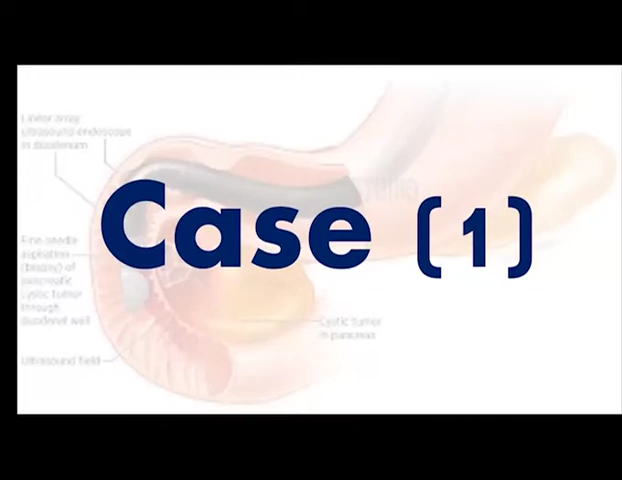 Case (1)
Linear array
ultrasound endoscope
in duodenum
Fine-needle
aspiration
(biopsy) of
pancreatic
cystic tumor
through
duodenal wall
Ultrasound field
Cystic tumor
in pancreas